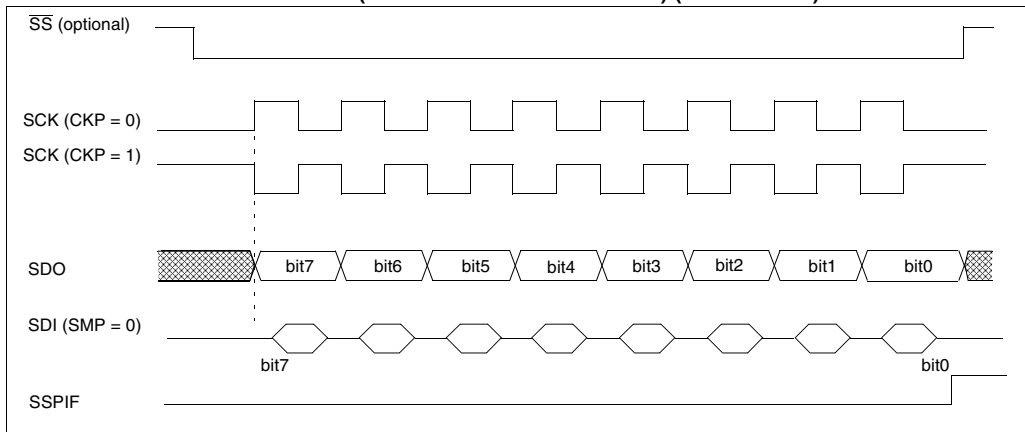 SS (optional)
SCK (CKP = 0)
SCK (CKP = 1)
SDO
bit7 bit6 bit5 bit4 bit3 bit2 bit1 bit0
SDI (SMP = 0)
bit7 bit0
SSPIF